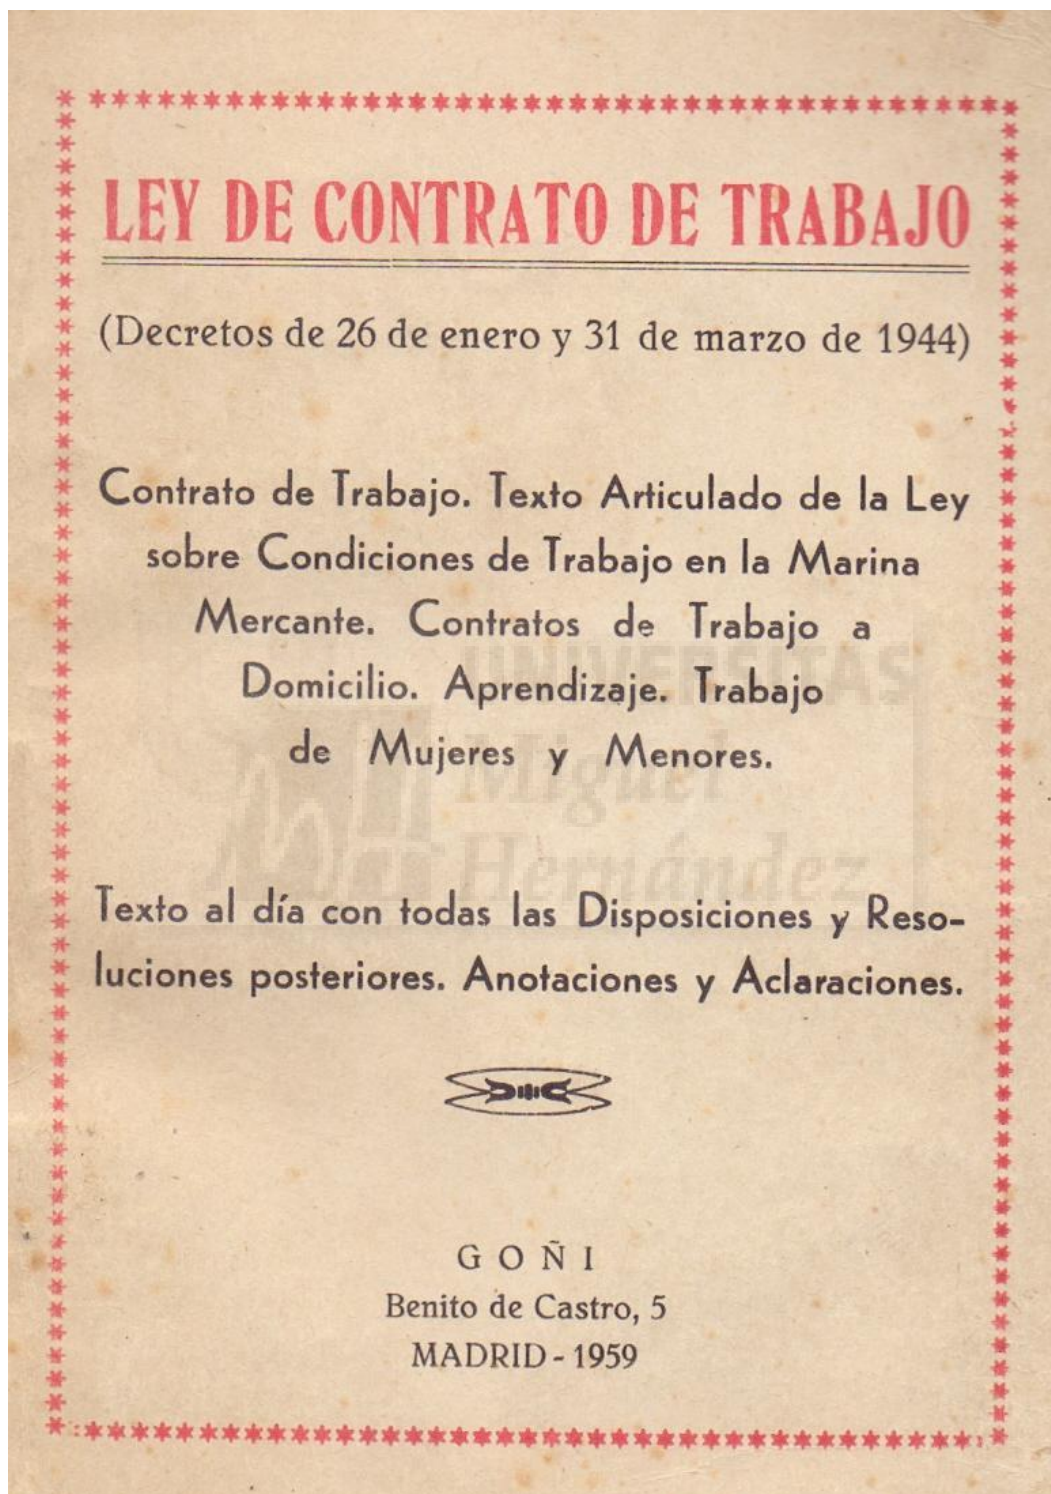 LEY DE CONTRATO DE TRABAJO
(Decretos de 26 de enero y 31 de marzo de 1944)
Contrato de Trabajo. Texto Articulado de la Ley
sobre Condiciones de Trabajo en la Marina
Mercante. Contratos de Trabajo a
Domicilio. Aprendizaje. Trabajo
de Mujeres y Menores.
UNIVERSITAS
Miguel
Hernández
Texto al día con todas las Disposiciones y Reso-
luciones posteriores. Anotaciones y Aclaraciones.
GOÑI
Benito de Castro, 5
MADRID - 1959